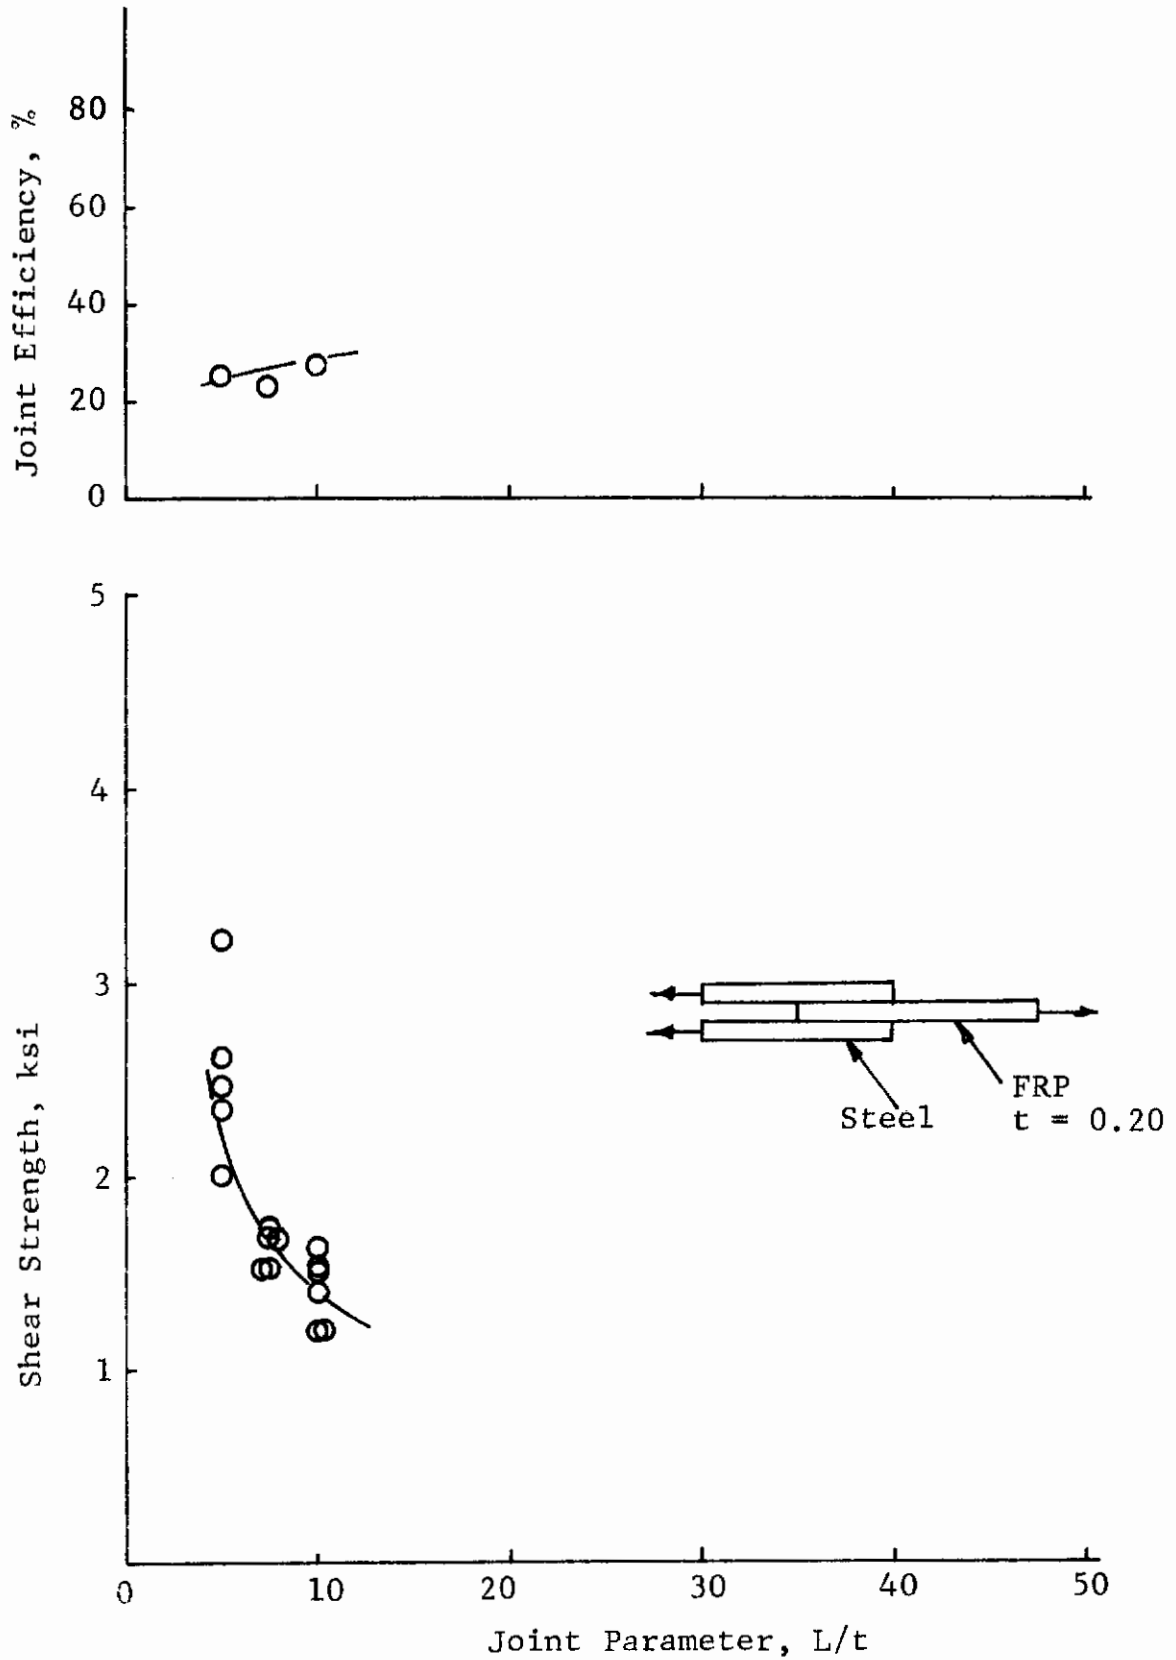 Joint Efficiency, %
80
60
40
20
0
Shear Strength, ksi
5
4
3
2
1
Steel
FRP
t = 0.20
0 10 20 30 40 50
Joint Parameter, L/t